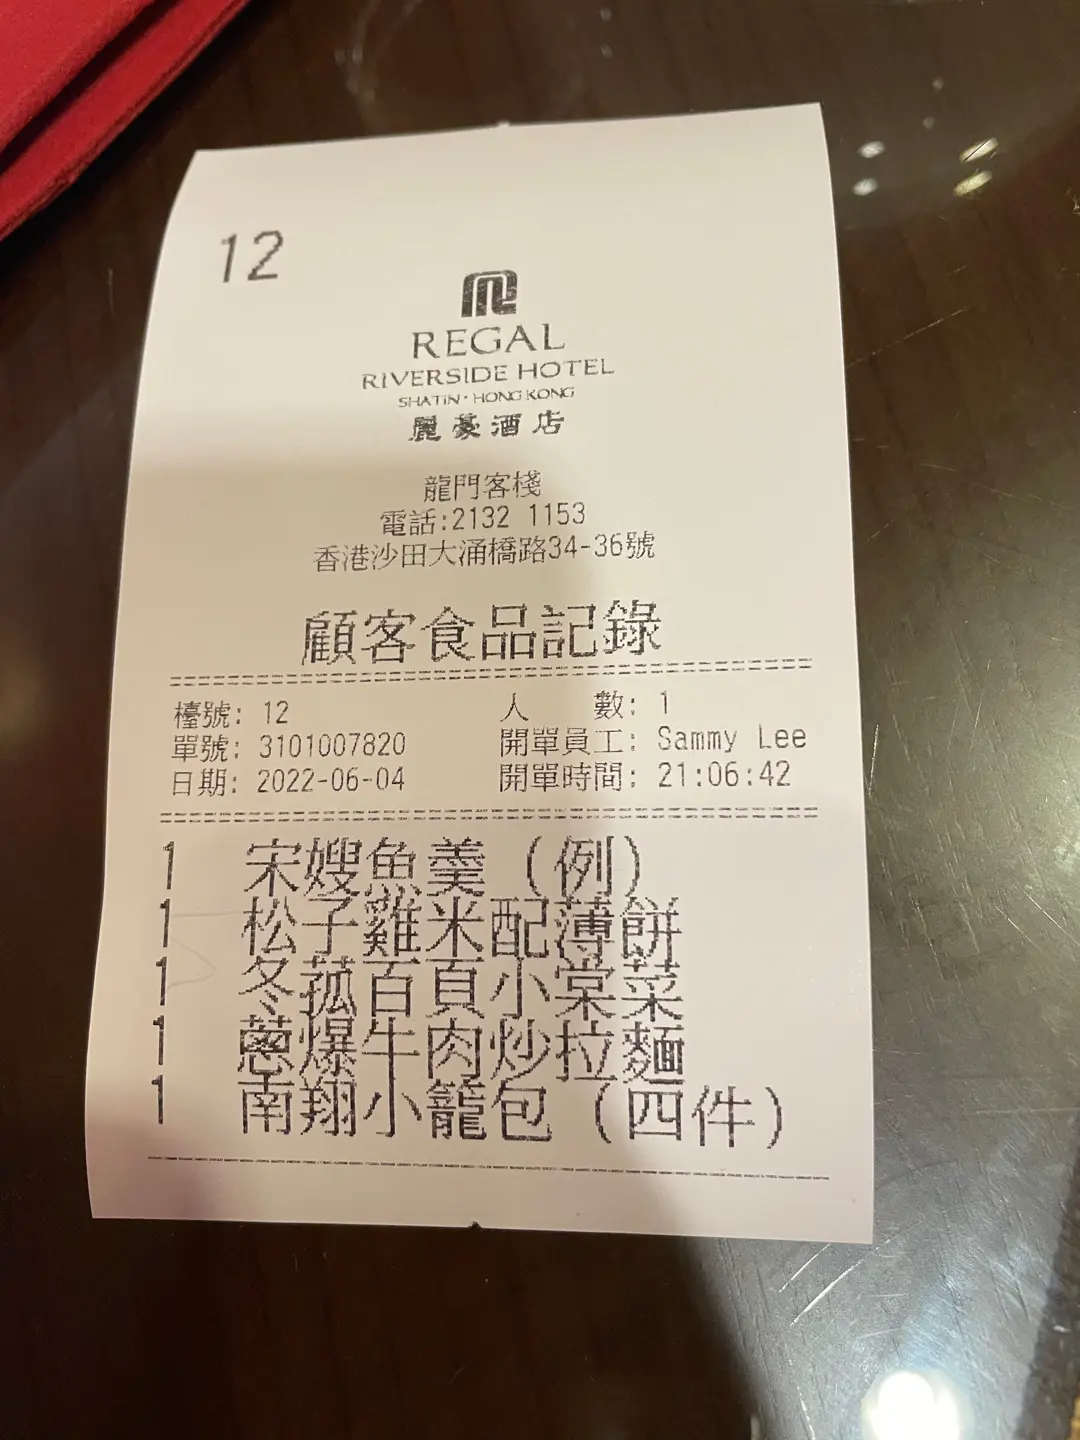 12
REGAL
RIVERSIDE HOTEL
SHATIN · HONG KONG
麗豪酒店
龍門客棧
電話:2132 1153
香港沙田大涌橋路34-36號
顧客食品記錄
檯號: 12 人 數: 1
單號: 3101007820 開單員工: Sammy Lee
日期: 2022-06-04 開單時間: 21:06:42
1 宋嫂魚羹 (例)
1 松子雞米配薄餅
1 冬菰百頁小棠菜
1 蔥爆牛肉炒拉麵
1 南翔小籠包 (四件)